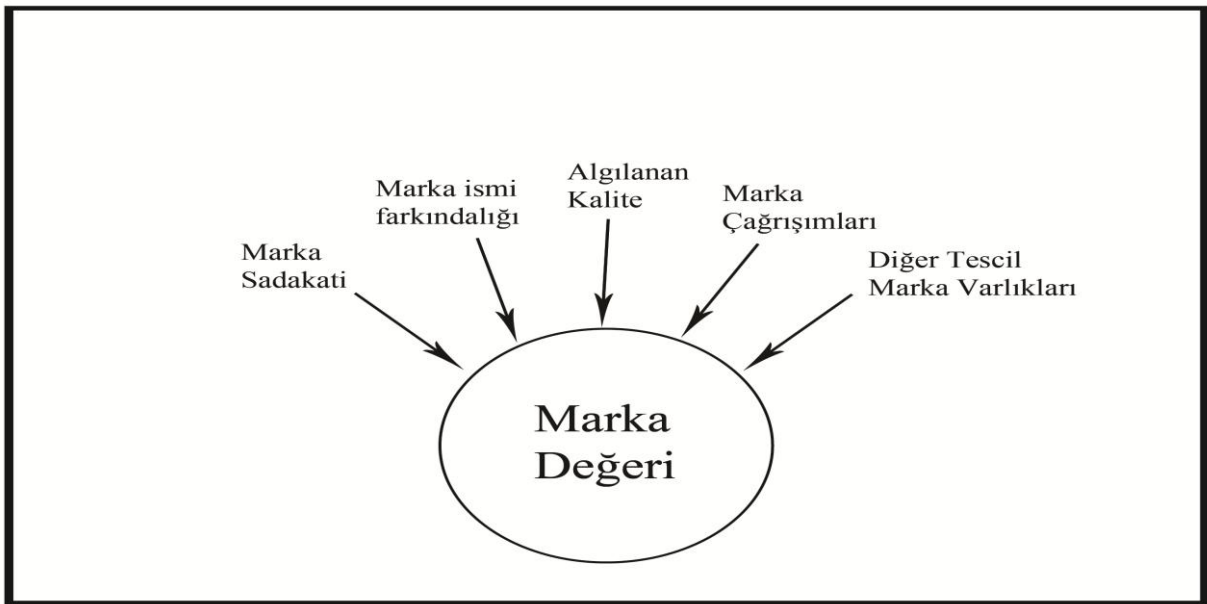 Marka
Sadakati
Marka ismi
farkındalığı
Algılanan
Kalite
Marka
Çağrışımları
Diğer Tescil
Marka Varlıkları
Marka
Değeri